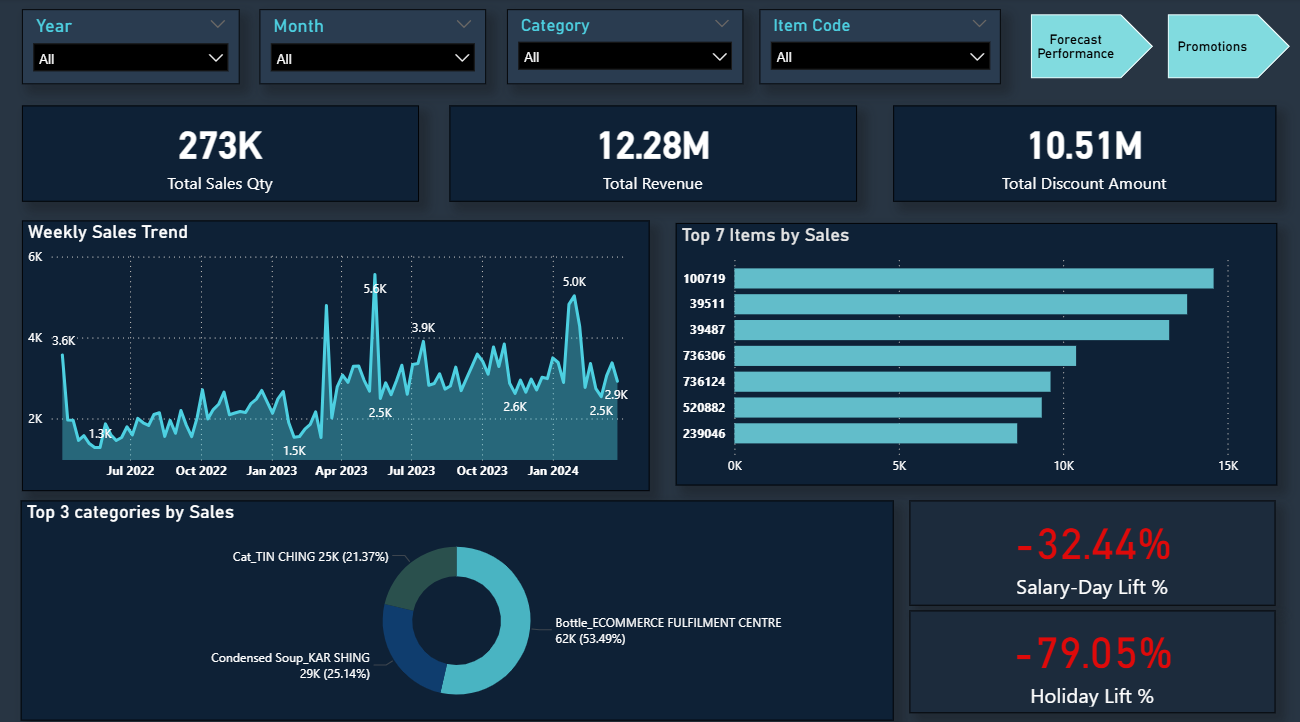 Year
All
Month
All
Category
All
Item Code
All
Forecast
Performance
Promotions
273K
Total Sales Qty
12.28M
Total Revenue
10.51M
Total Discount Amount
Weekly Sales Trend
6K
4K
2K
3.6K
1.3K
1.5K
5.6K
2.5K
3.9K
2.6K
5.0K
2.5K
2.9K
Jul 2022
Oct 2022
Jan 2023
Apr 2023
Jul 2023
Oct 2023
Jan 2024
Top 7 Items by Sales
100719
39511
39487
736306
736124
520882
239046
0K
5K
10K
15K
Top 3 categories by Sales
Cat_TIN CHING 25K (21.37%)
Bottle_ECOMMERCE FULFILMENT CENTRE
62K (53.49%)
Condensed Soup_KAR SHING
29K (25.14%)
-32.44%
Salary-Day Lift %
-79.05%
Holiday Lift %